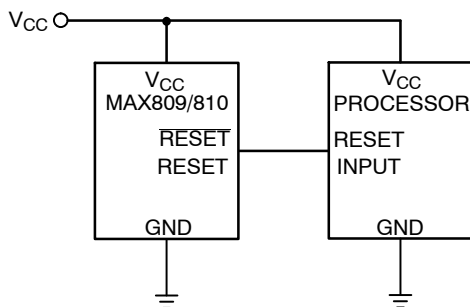 VCC
VCC
MAX809/810
RESET
RESET
GND
VCC
PROCESSOR
RESET
INPUT
GND